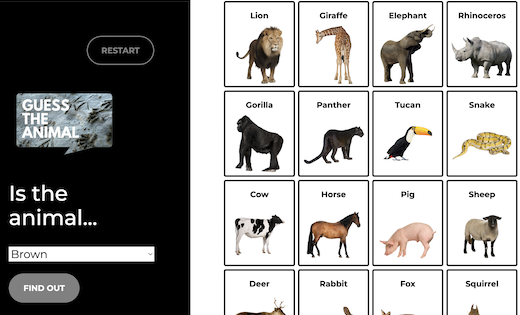 RESTART
GUESS
THE
ANIMAL
Is the
animal...
Brown
FIND OUT
Lion
Giraffe
Elephant
Rhinoceros
Gorilla
Panther
Tucan
Snake
Cow
Horse
Pig
Sheep
Deer
Rabbit
Fox
Squirrel